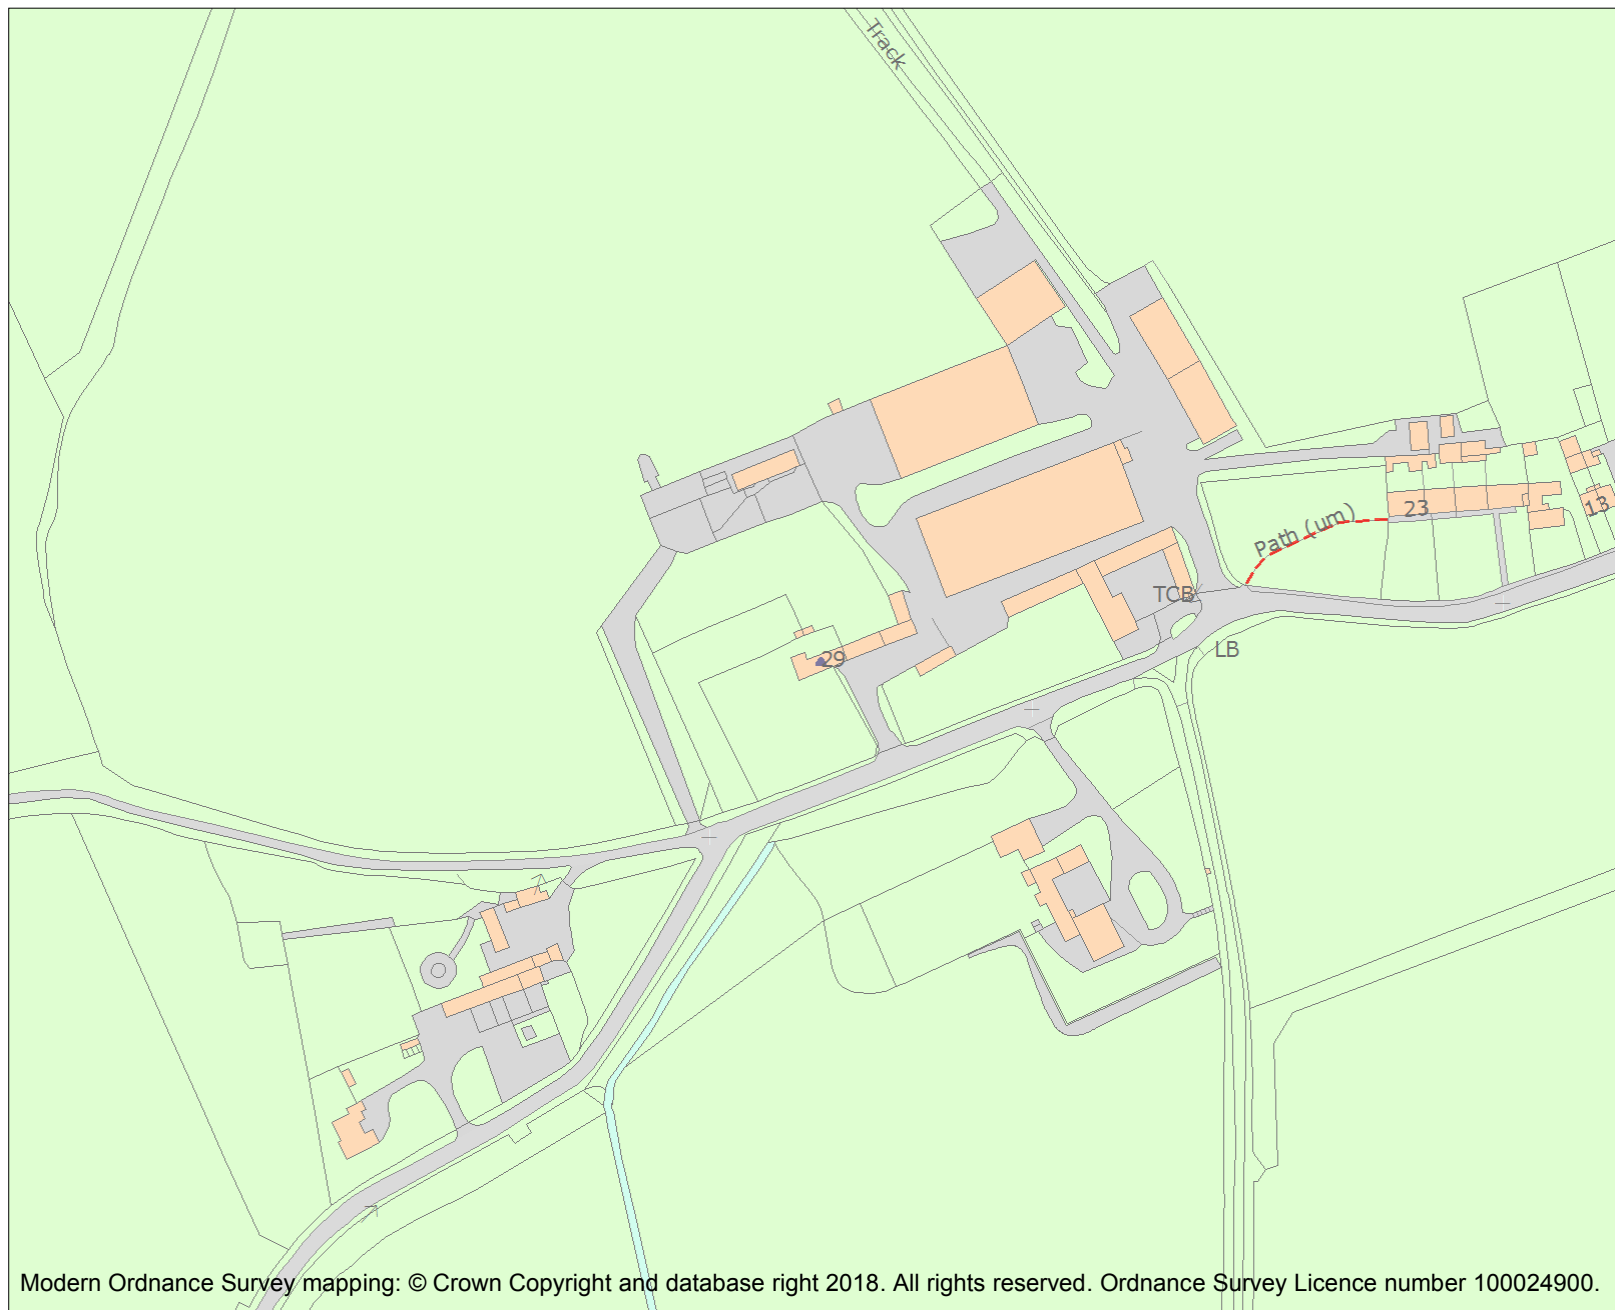 Track
23
13
Path (um)
TCB
LB
29
Modern Ordnance Survey mapping: © Crown Copyright and database right 2018. All rights reserved. Ordnance Survey Licence number 100024900.